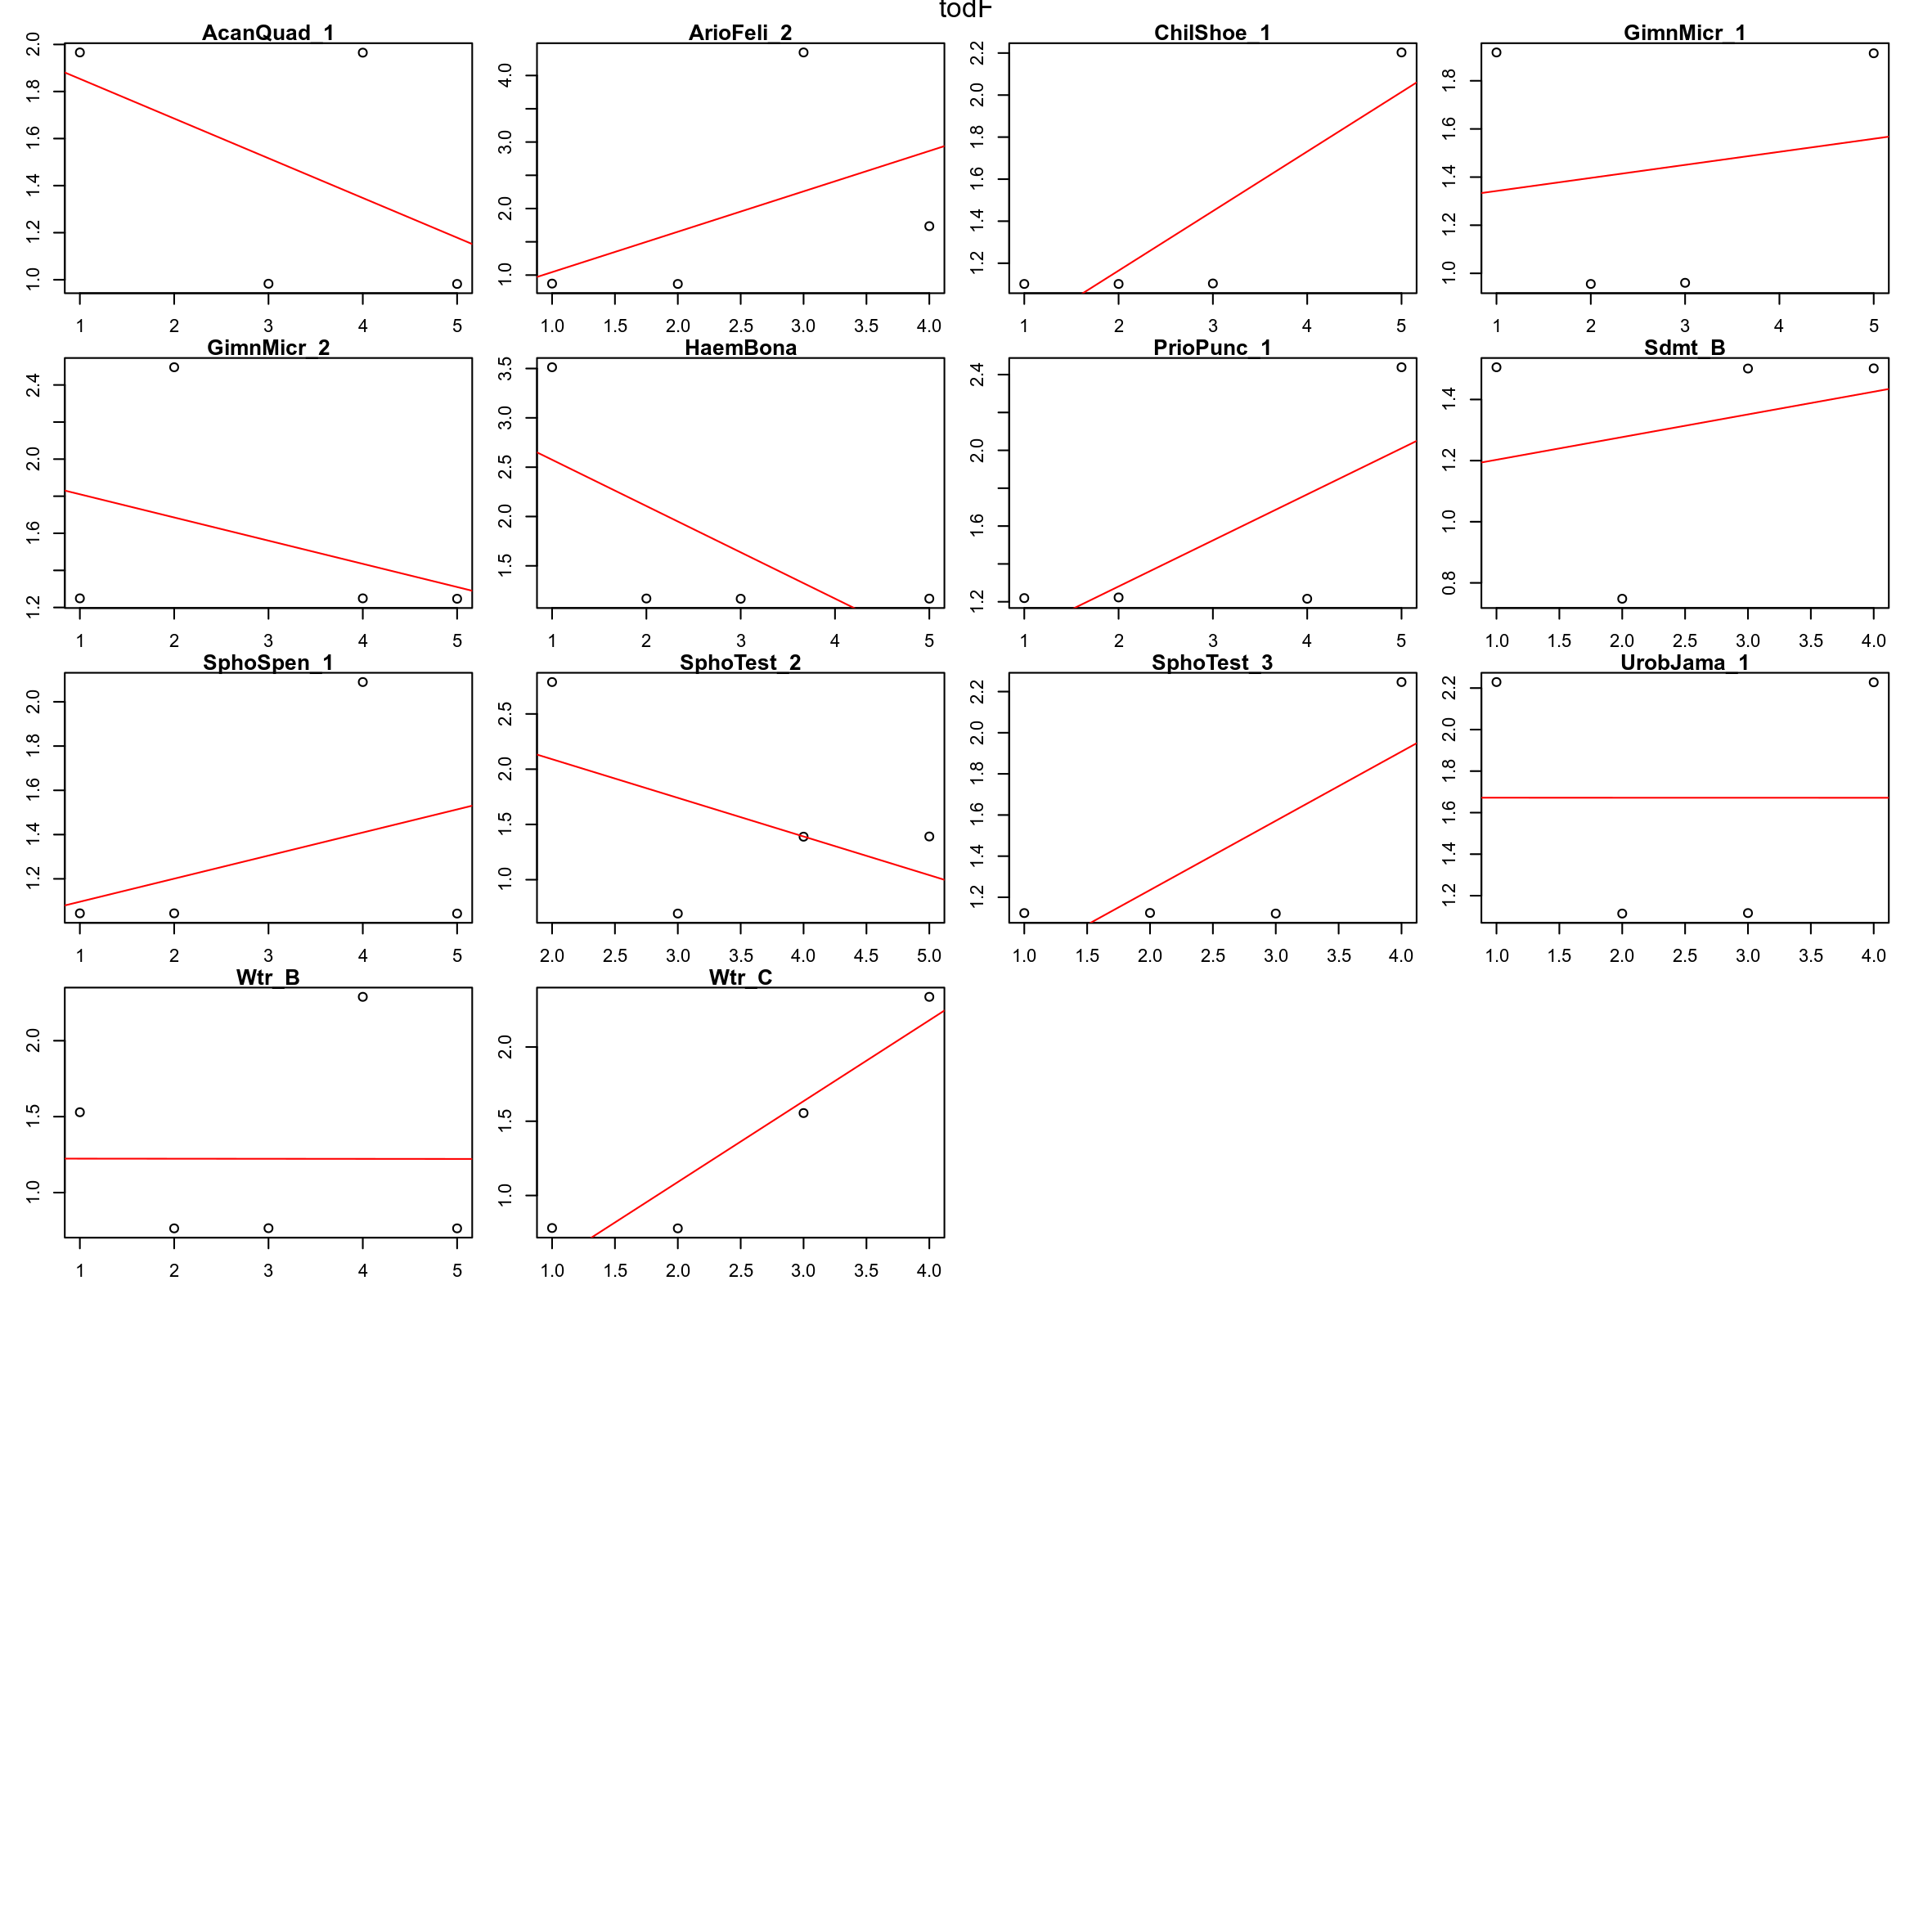 todF
AcanQuad_1 ArioFeli_2 ChilShoe_1 GimnMicr_1
1.0 1.2 1.4 1.6 1.8 2.0
1 2 3 4 5
1.0 2.0 3.0 4.0
1.0 1.5 2.0 2.5 3.0 3.5 4.0
1.2 1.4 1.6 1.8 2.0 2.2
1 2 3 4 5
1.0 1.2 1.4 1.6 1.8
1 2 3 4 5
GimnMicr_2 HaemBona PrioPunc_1 Sdmt_B
1.2 1.6 2.0 2.4
1 2 3 4 5
1.5 2.0 2.5 3.0 3.5
1 2 3 4 5
1.2 1.6 2.0 2.4
1 2 3 4 5
0.8 1.0 1.2 1.4
1.0 1.5 2.0 2.5 3.0 3.5 4.0
SphoSpen_1 SphoTest_2 SphoTest_3 UrobJama_1
1.2 1.4 1.6 1.8 2.0
1 2 3 4 5
1.0 1.5 2.0 2.5
2.0 2.5 3.0 3.5 4.0 4.5 5.0
1.2 1.4 1.6 1.8 2.0 2.2
1.0 1.5 2.0 2.5 3.0 3.5 4.0
1.2 1.4 1.6 1.8 2.0 2.2
1.0 1.5 2.0 2.5 3.0 3.5 4.0
Wtr_B Wtr_C
1.0 1.5 2.0
1 2 3 4 5
1.0 1.5 2.0
1.0 1.5 2.0 2.5 3.0 3.5 4.0